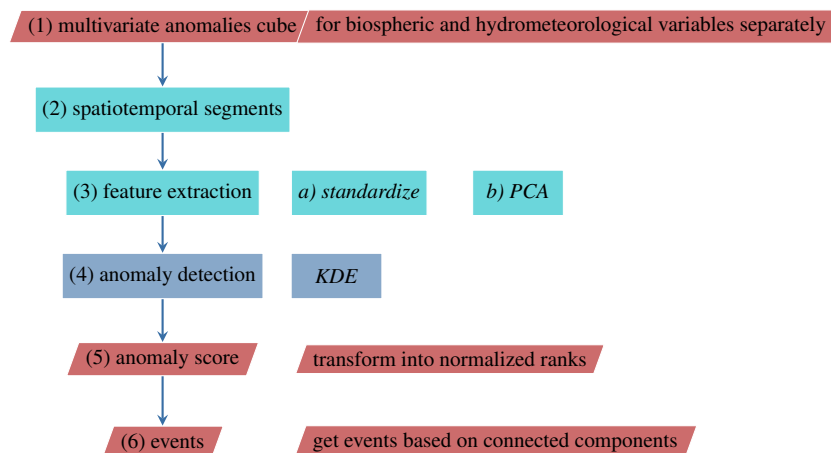 (1) multivariate anomalies cube for biospheric and hydrometeorological variables separately
(2) spatiotemporal segments
(3) feature extraction a) standardize b) PCA
(4) anomaly detection KDE
(5) anomaly score transform into normalized ranks
(6) events get events based on connected components